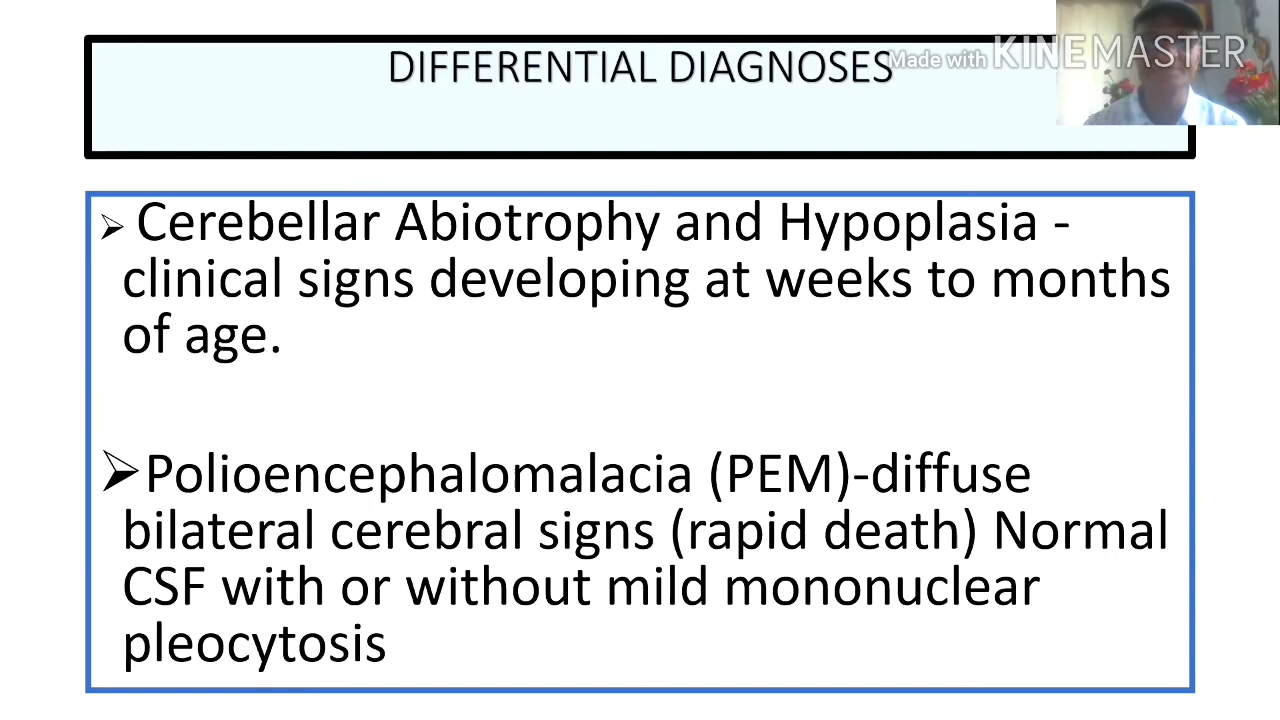 DIFFERENTIAL DIAGNOSES
Made with KINEMASTER
➢ Cerebellar Abiotrophy and Hypoplasia -
clinical signs developing at weeks to months
of age.
➢Polioencephalomalacia (PEM)-diffuse
bilateral cerebral signs (rapid death) Normal
CSF with or without mild mononuclear
pleocytosis